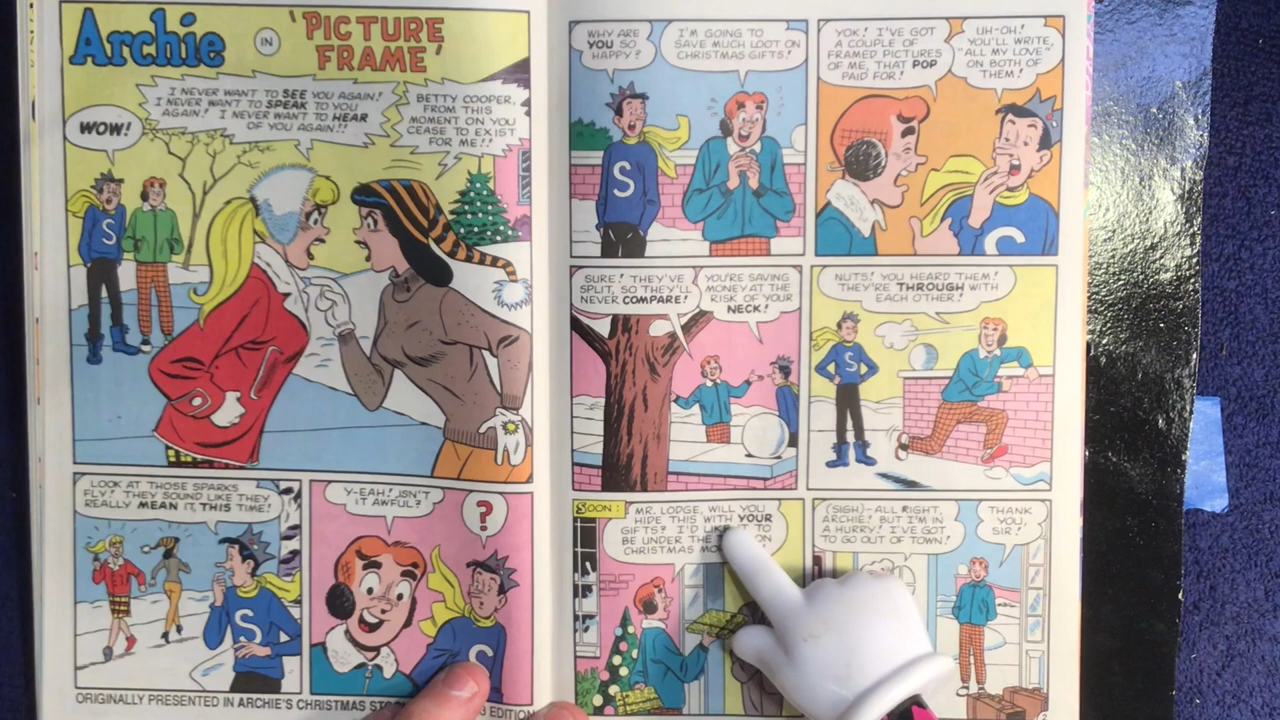 Archie IN 'PICTURE
FRAME'
WOW!
I NEVER WANT TO SEE YOU AGAIN!
I NEVER WANT TO SPEAK TO YOU
AGAIN! I NEVER WANT TO HEAR
OF YOU AGAIN!!
BETTY COOPER,
FROM THIS
MOMENT ON YOU
CEASE TO EXIST
FOR ME!!
S
LOOK AT THOSE SPARKS
FLY! THEY SOUND LIKE THEY
REALLY MEAN IT, THIS TIME!
S
Y-EAH! ISN'T
IT AWFUL?
?
S
ORIGINALLY PRESENTED IN ARCHIE'S CHRISTMAS
EDITION
WHY ARE
YOU SO
HAPPY?
I'M GOING TO
SAVE MUCH LOOT ON
CHRISTMAS GIFTS!
S
YOK! I'VE GOT
A COUPLE OF
FRAMED PICTURES
OF ME, THAT POP
PAID FOR!
UH-OH!
YOU'LL WRITE,
"ALL MY LOVE"
ON BOTH OF
THEM!
S
SURE! THEY'VE
SPLIT, SO THEY'LL
NEVER COMPARE!
YOU'RE SAVING
MONEY AT THE
RISK OF YOUR
NECK!
NUTS! YOU HEARD THEM!
THEY'RE THROUGH WITH
EACH OTHER!
S
SOON:
MR. LODGE, WILL YOU
HIDE THIS WITH YOUR
GIFTS? I'D LIKE IT TO
BE UNDER THE ON
CHRISTMAS
(SIGH)-ALL RIGHT,
ARCHIE! BUT I'M IN
A HURRY! I'VE GOT
TO GO OUT OF TOWN!
THANK
YOU,
SIR!
2